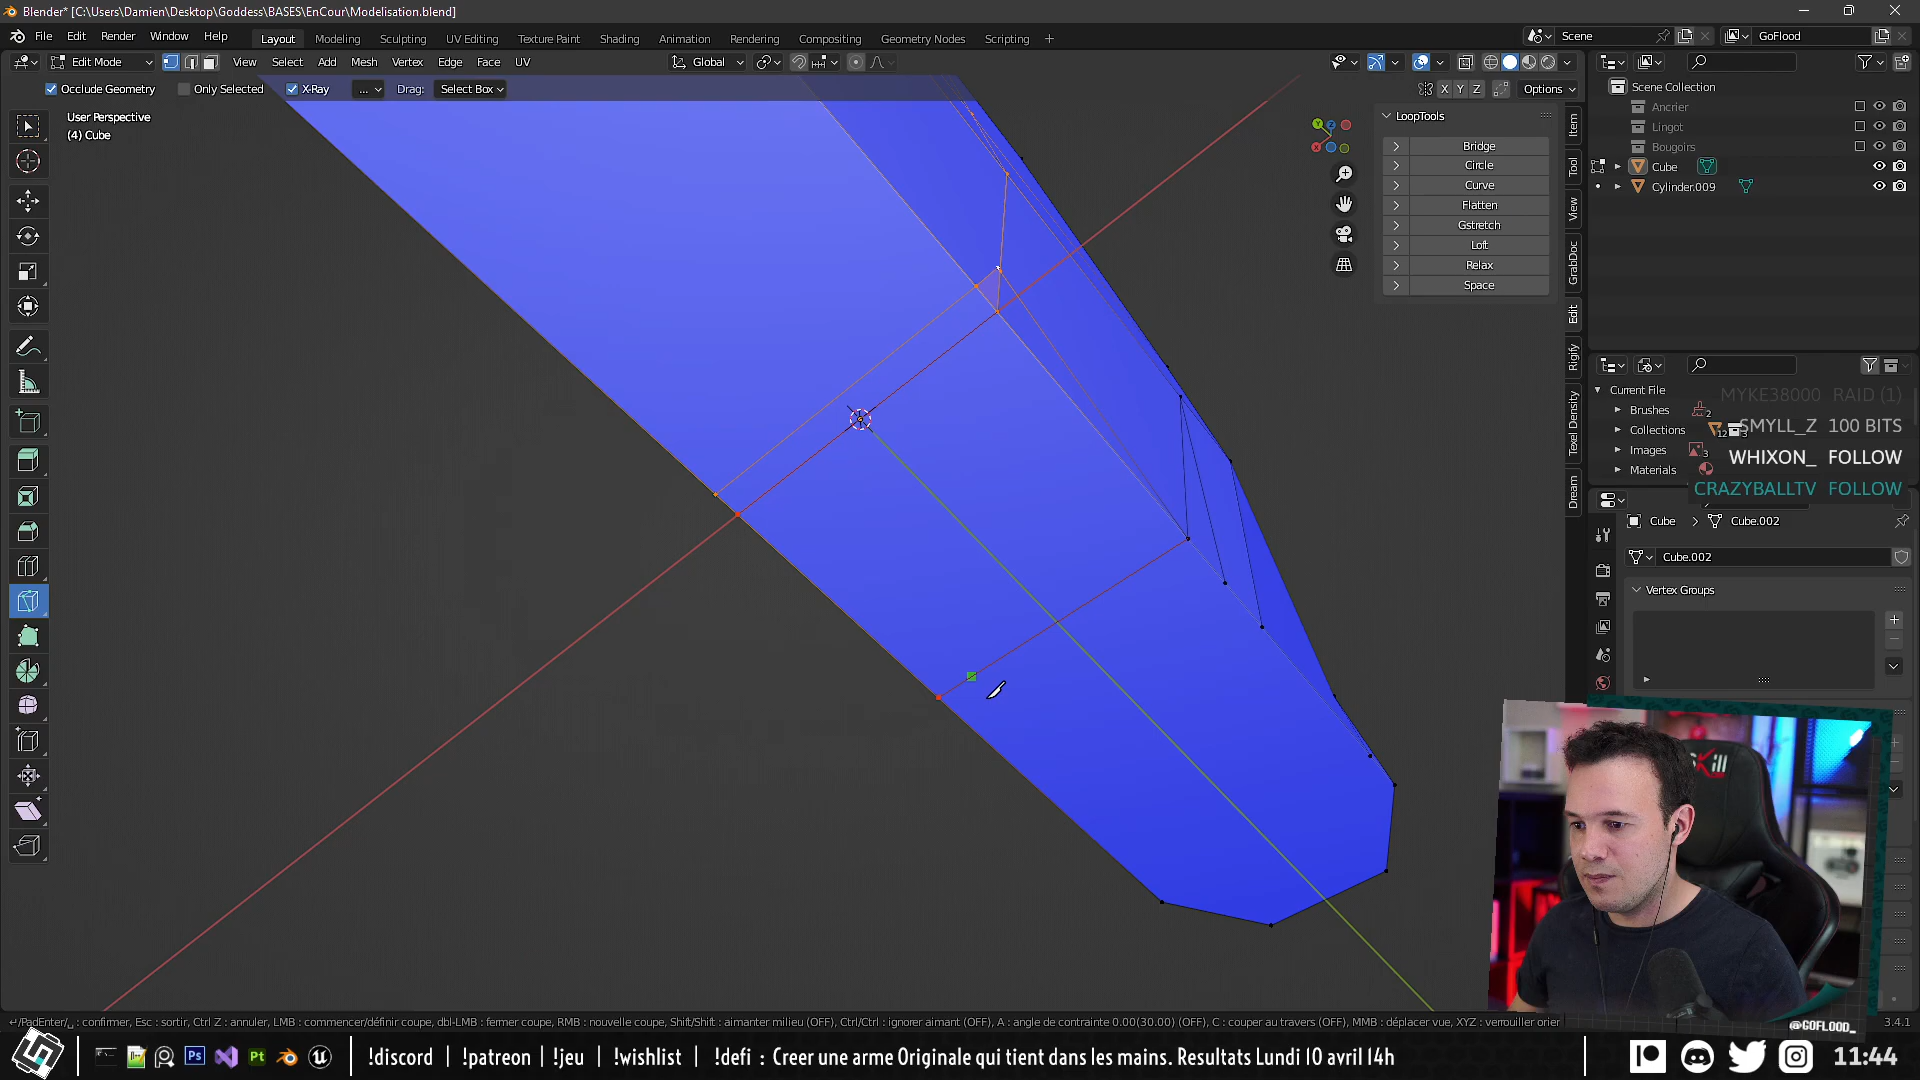 Blender* [C:\Users\Damien\Desktop\Goddess\BASES\EnCour\Modelisation.blend]
File Edit Render Window Help Layout Modeling Sculpting UV Editing Texture Paint Shading Animation Rendering Compositing Geometry Nodes Scripting + Scene GoFlood
Edit Mode View Select Add Mesh Vertex Edge Face UV Global
Occlude Geometry Only Selected X-Ray ... Drag: Select Box X Y Z Options
User Perspective
(4) Cube
LoopTools
Bridge
Circle
Curve
Flatten
Gstretch
Loft
Relax
Space
Item
Tool
View
GrabDoc
Edit
Rigify
Texel Density
Dream
Scene Collection
Ancrier
Lingot
Bougoirs
Cube
Cylinder.009
Current File
Brushes 2
Collections 12 3
Images 3
Materials
MYKE38000 RAID (1)
SMYLL_Z 100 BITS
WHIXON_ FOLLOW
CRAZYBALLTV FOLLOW
Cube > Cube.002
Cube.002
Vertex Groups
↵/PadEnter/␣ : confirmer, Esc : sortir, Ctrl Z : annuler, LMB : commencer/définir coupe, dbl-LMB : fermer coupe, RMB : nouvelle coupe, Shift/Shift : aimanter milieu (OFF), Ctrl/Ctrl : ignorer aimant (OFF), A : angle de contrainte 0.00(30.00) (OFF), C : couper au travers (OFF), MMB : déplacer vue, XYZ : verrouiller orier
3.4.1
@GOFLOOD_
!discord | !patreon | !jeu | !wishlist | !defi : Creer une arme Originale qui tient dans les mains. Resultats Lundi 10 avril 14h
11:44